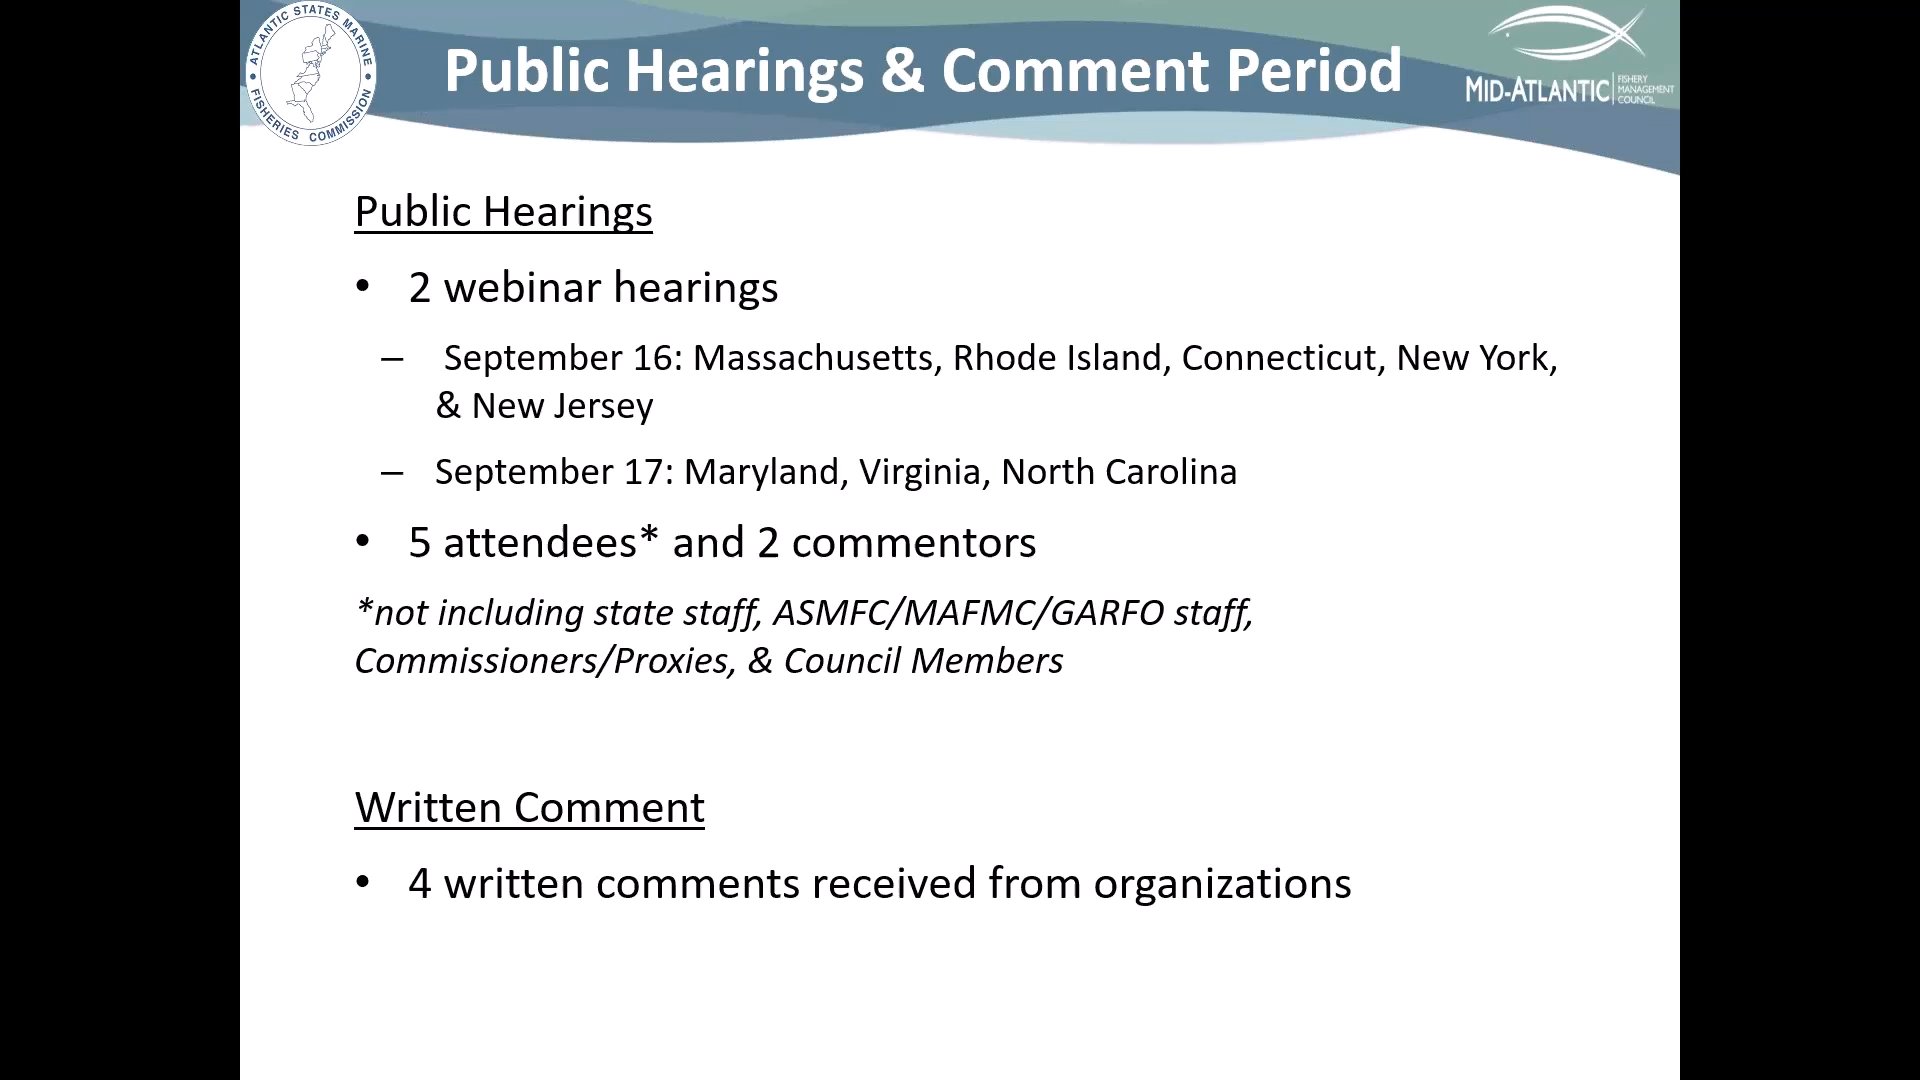 ATLANTIC STATES MARINE
FISHERIES COMMISSION
Public Hearings & Comment Period
MID-ATLANTIC
FISHERY
MANAGEMENT
COUNCIL
Public Hearings
• 2 webinar hearings
– September 16: Massachusetts, Rhode Island, Connecticut, New York,
& New Jersey
– September 17: Maryland, Virginia, North Carolina
• 5 attendees* and 2 commentors
*not including state staff, ASMFC/MAFMC/GARFO staff,
Commissioners/Proxies, & Council Members
Written Comment
• 4 written comments received from organizations